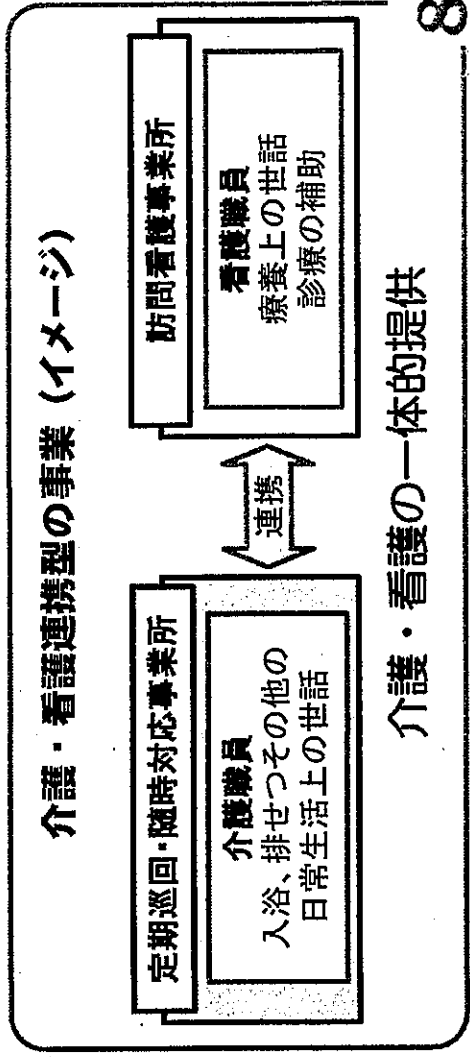 介護・看護連携型の事業（イメージ）
定期巡回・随時対応事業所
介護職員
入浴、排せつその他の
日常生活上の世話
連携
訪問看護事業所
看護職員
療養上の世話
診療の補助
介護・看護の一体的提供
8